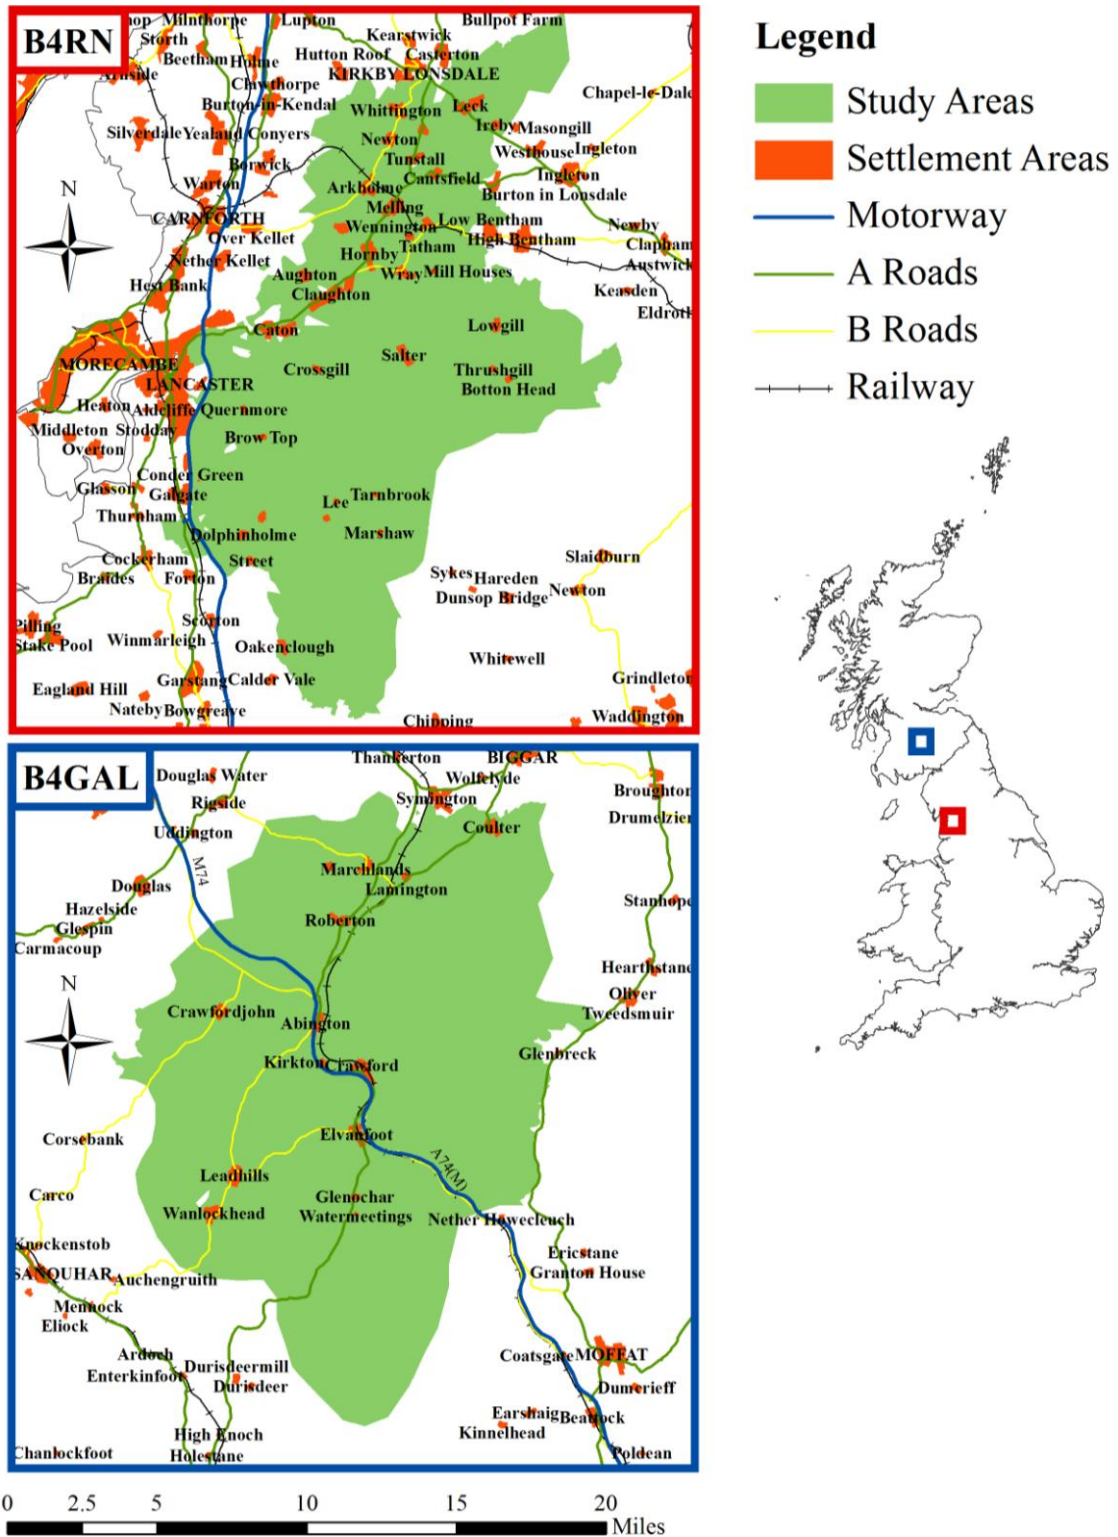 B4RN
Milnthorpe
Lupton
Bullpot Farm
Storth
Kearstwick
Beetham
Holme
Hutton Roof
Casterton
Clawthorpe
KIRKBY LONSDALE
Burton-in-Kendal
Whittington
Leck
Chapel-le-Dale
Silverdale
Yealand Conyers
Newton
Ireby
Masongill
Borwick
Tunstall
Westhouse
Ingleton
Warton
Arkholme
Cantsfield
Ingleton
Burton in Lonsdale
N
CARNFORTH
Melling
Over Kellet
Wennington
Low Bentham
Newby
High Bentham
Clapham
Nether Kellet
Hornby
Tatham
Austwick
Hest Bank
Aughton
Wray
Mill Houses
Claughton
Keasden
Eldroth
Caton
Lowgill
MORECAMBE
Crossgill
Salter
Thrushgill
LANCASTER
Botton Head
Heaton
Aldcliffe
Quernmore
Middleton
Stodday
Brow Top
Overton
Conder Green
Glasson
Galgate
Lee
Tarnbrook
Thurnham
Dolphinholme
Marshaw
Cockerham
Street
Slaidburn
Braides
Forton
Sykes
Hareden
Dunsop Bridge
Newton
Pilling
Scorton
Stake Pool
Winmarleigh
Oakenclough
Whitewell
Eagland Hill
Garstang
Calder Vale
Grindleton
Nateby
Bowgreave
Chipping
Waddington
B4GAL
Douglas Water
Thankerton
BIGGAR
Wolfelyde
Rigside
Symington
Broughton
Drumelzier
Uddington
Coulter
M74
Marchlands
Douglas
Lamington
Hazelside
Stanhope
Glespin
Roberton
Carmacoup
Hearthstane
N
Oliver
Crawfordjohn
Abington
Tweedsmuir
Kirkton
Crawford
Glenbreck
Corsebank
Elvanfoot
A74(M)
Leadhills
Carco
Glenochar
Wanlockhead
Watermeetings
Nether Howecleuch
Knockenstob
Ericstane
SANQUHAR
Auchengruith
Granton House
Mennock
Eliock
Ardoch
Coatsgate
MOFFAT
Enterkinfoot
Durisdeermill
Durisdeer
Dumcrieff
Earshaig
Beattock
Kinnelhead
High Enoch
Chanlockfoot
Holestane
Poldean
0 2.5 5 10 15 20
Miles
Legend
Study Areas
Settlement Areas
Motorway
A Roads
B Roads
Railway